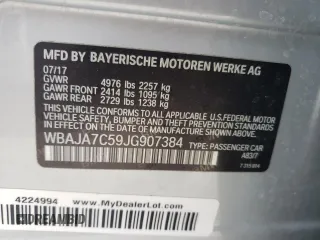 MFD BY BAYERISCHE MOTOREN WERKE AG
07/17
GVWR 4976 lbs 2257 kg
GAWR FRONT 2414 lbs 1095 kg
GAWR REAR 2729 lbs 1238 kg
THIS VEHICLE CONFORMS TO ALL APPLICABLE
FEDERAL MOTOR VEHICLE SAFETY, BUMPER,
AND THEFT PREVENTION STANDARDS IN EFFECT
ON THE DATE OF MANUFACTURE SHOWN ABOVE.
WBAJA7C59JG907384
TYPE: PASSENGER CAR
A83/7
4224994
©DREAMBID
www.MyDealerLot.com